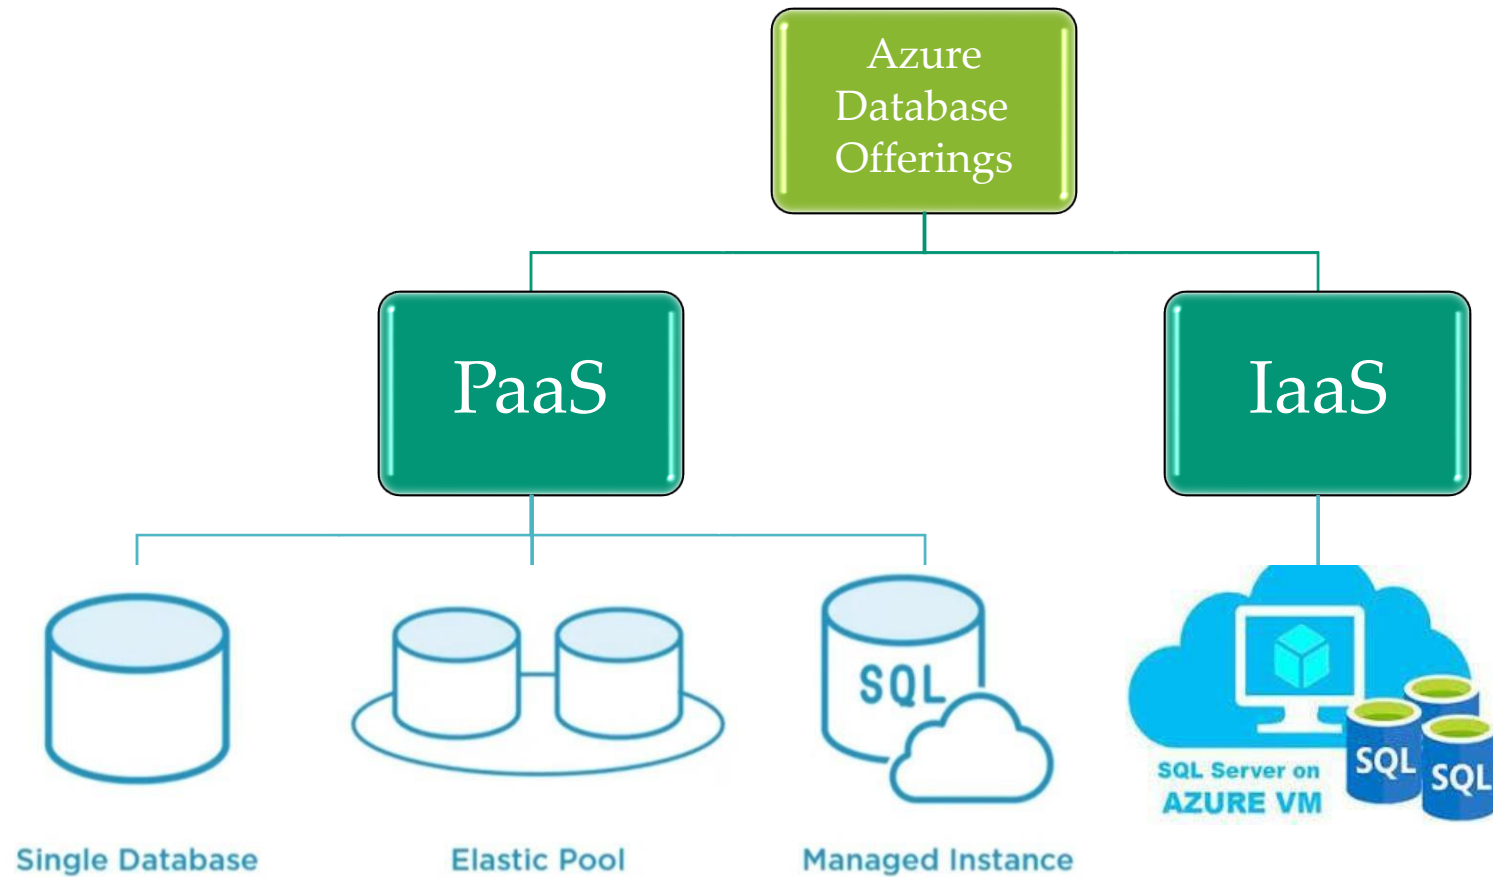 Azure
Database
Offerings
PaaS
IaaS
SQL
SQL Server on
AZURE VM
SQL
SQL
Single Database
Elastic Pool
Managed Instance